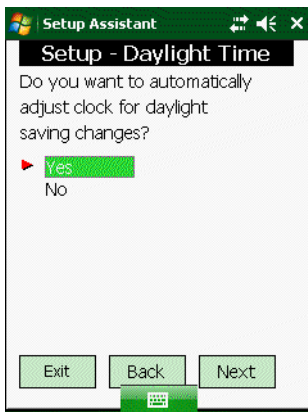 Setup Assistant
Setup - Daylight Time
Do you want to automatically
adjust clock for daylight
saving changes?
Yes
No
Exit Back Next